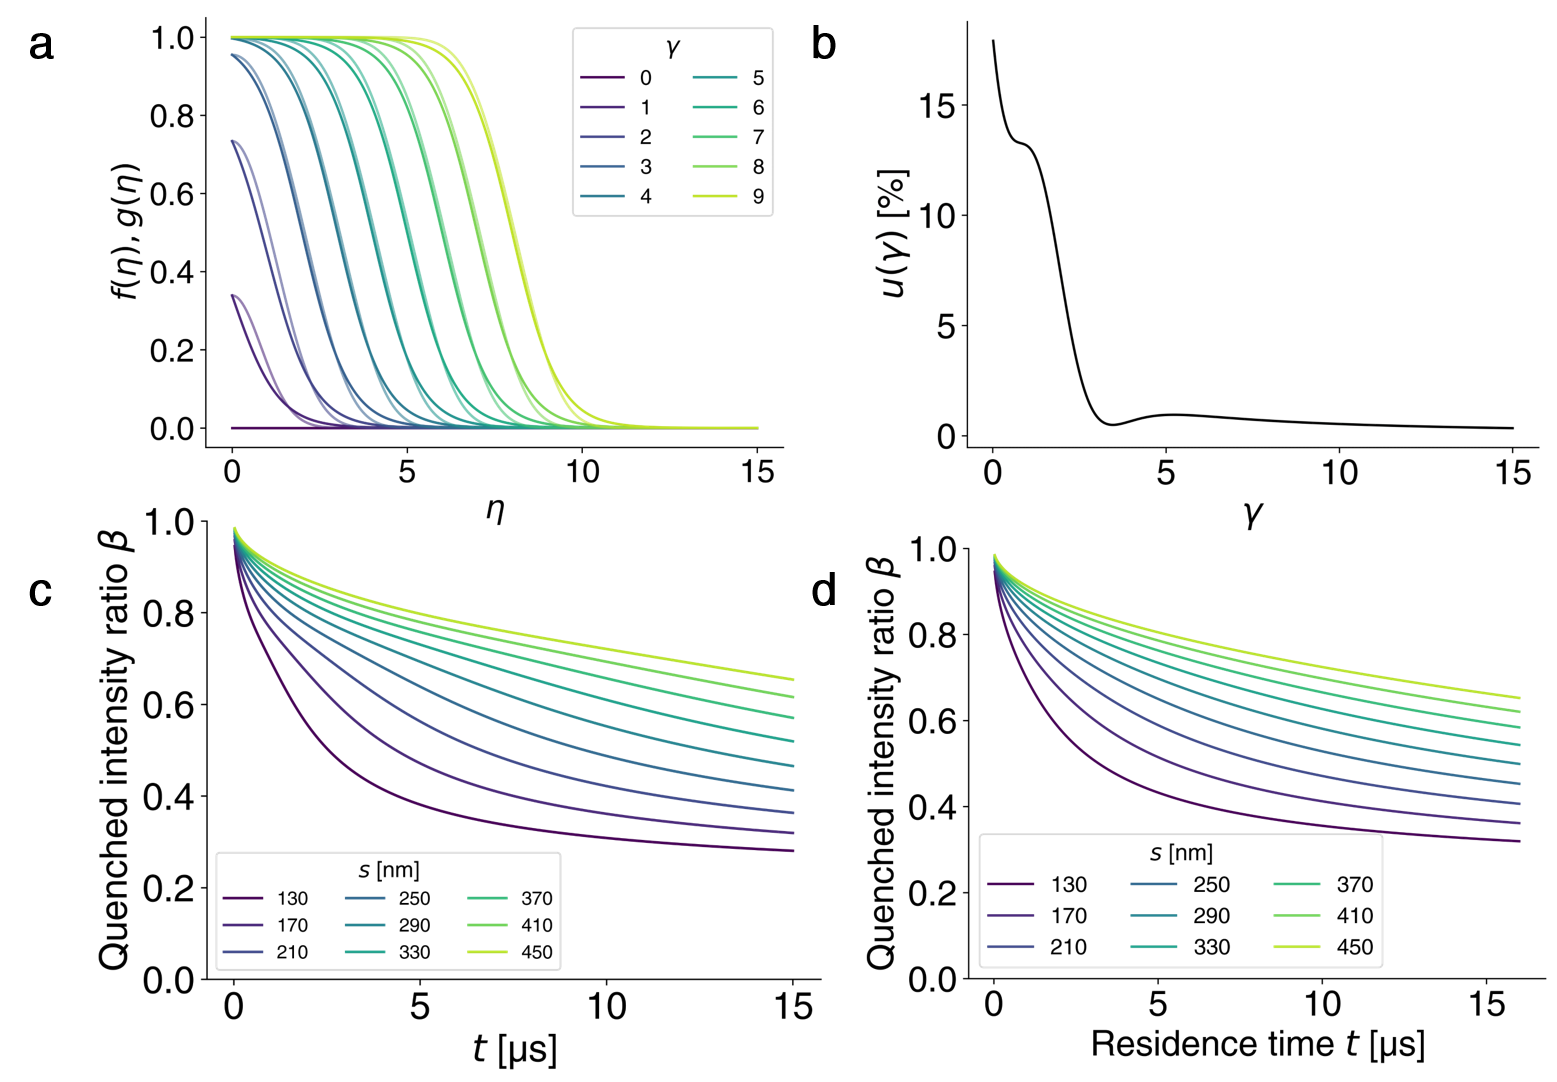 a
f(η), g(η)
1.0
0.8
0.6
0.4
0.2
0.0
0 5 10 15
η
γ
0 5
1 6
2 7
3 8
4 9
b
u(γ) [%]
15
10
5
0
0 5 10 15
γ
c
Quenched intensity ratio β
1.0
0.8
0.6
0.4
0.2
0.0
s [nm]
130 250 370
170 290 410
210 330 450
0 5 10 15
t [μs]
d
Quenched intensity ratio β
1.0
0.8
0.6
0.4
0.2
0.0
s [nm]
130 250 370
170 290 410
210 330 450
0 5 10 15
Residence time t [μs]